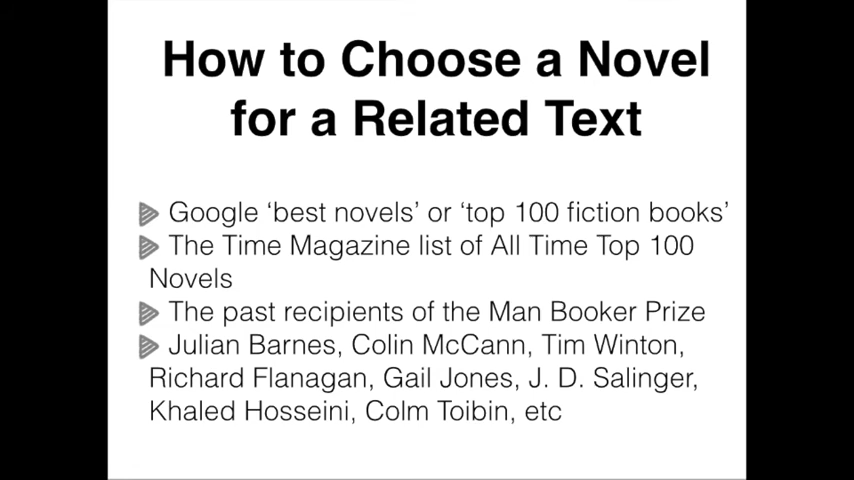 How to Choose a Novel
for a Related Text
Google ‘best novels’ or ‘top 100 fiction books’
The Time Magazine list of All Time Top 100
Novels
The past recipients of the Man Booker Prize
Julian Barnes, Colin McCann, Tim Winton,
Richard Flanagan, Gail Jones, J. D. Salinger,
Khaled Hosseini, Colm Toibin, etc